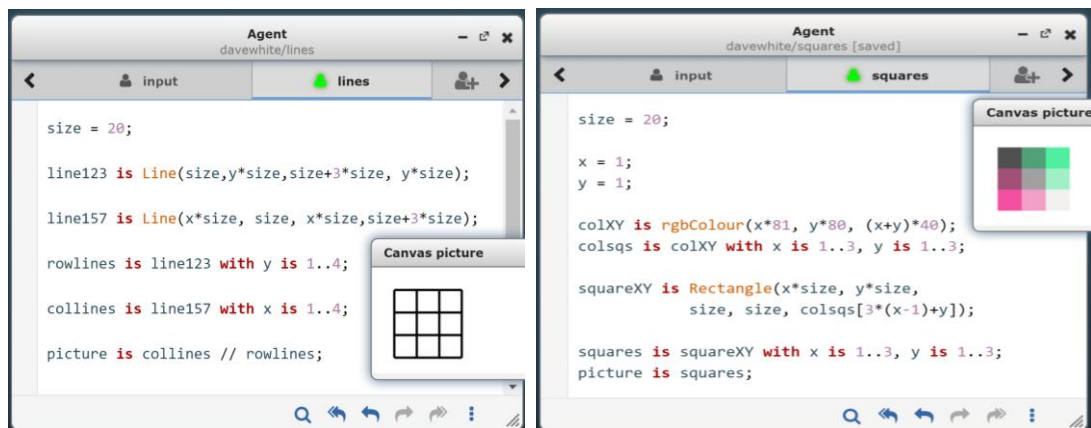 Agent
davewhite/lines
input
lines
size = 20;
line123 is Line(size,y*size,size+3*size, y*size);
line157 is Line(x*size, size, x*size,size+3*size);
rowlines is line123 with y is 1..4;
collines is line157 with x is 1..4;
picture is collines // rowlines;
Canvas picture
Agent
davewhite/squares [saved]
input
squares
size = 20;
x = 1;
y = 1;
colXY is rgbColour(x*81, y*80, (x+y)*40);
colsqs is colXY with x is 1..3, y is 1..3;
squareXY is Rectangle(x*size, y*size,
size, size, colsqs[3*(x-1)+y]);
squares is squareXY with x is 1..3, y is 1..3;
picture is squares;
Canvas picture